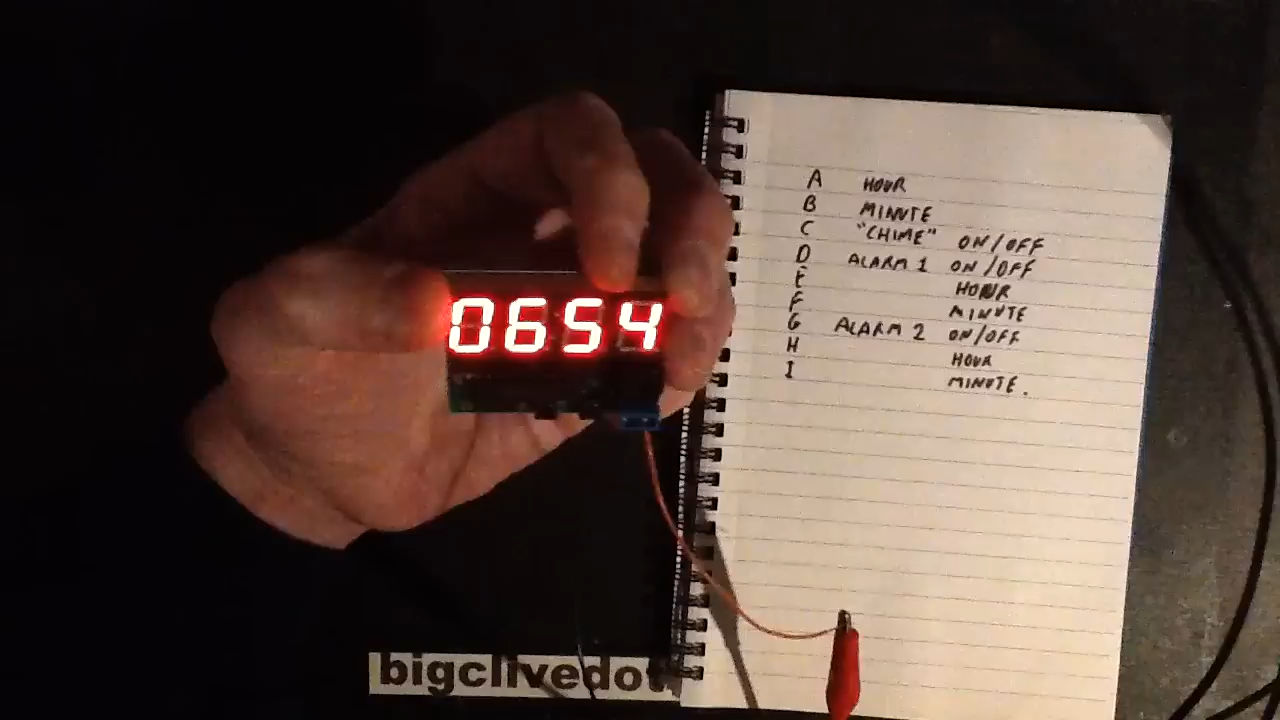 0654
A HOUR
B MINUTE
C "CHIME" ON/OFF
D ALARM 1 ON/OFF
E HOUR
F MINUTE
G ALARM 2 ON/OFF
H HOUR
I MINUTE.
bigclivedot